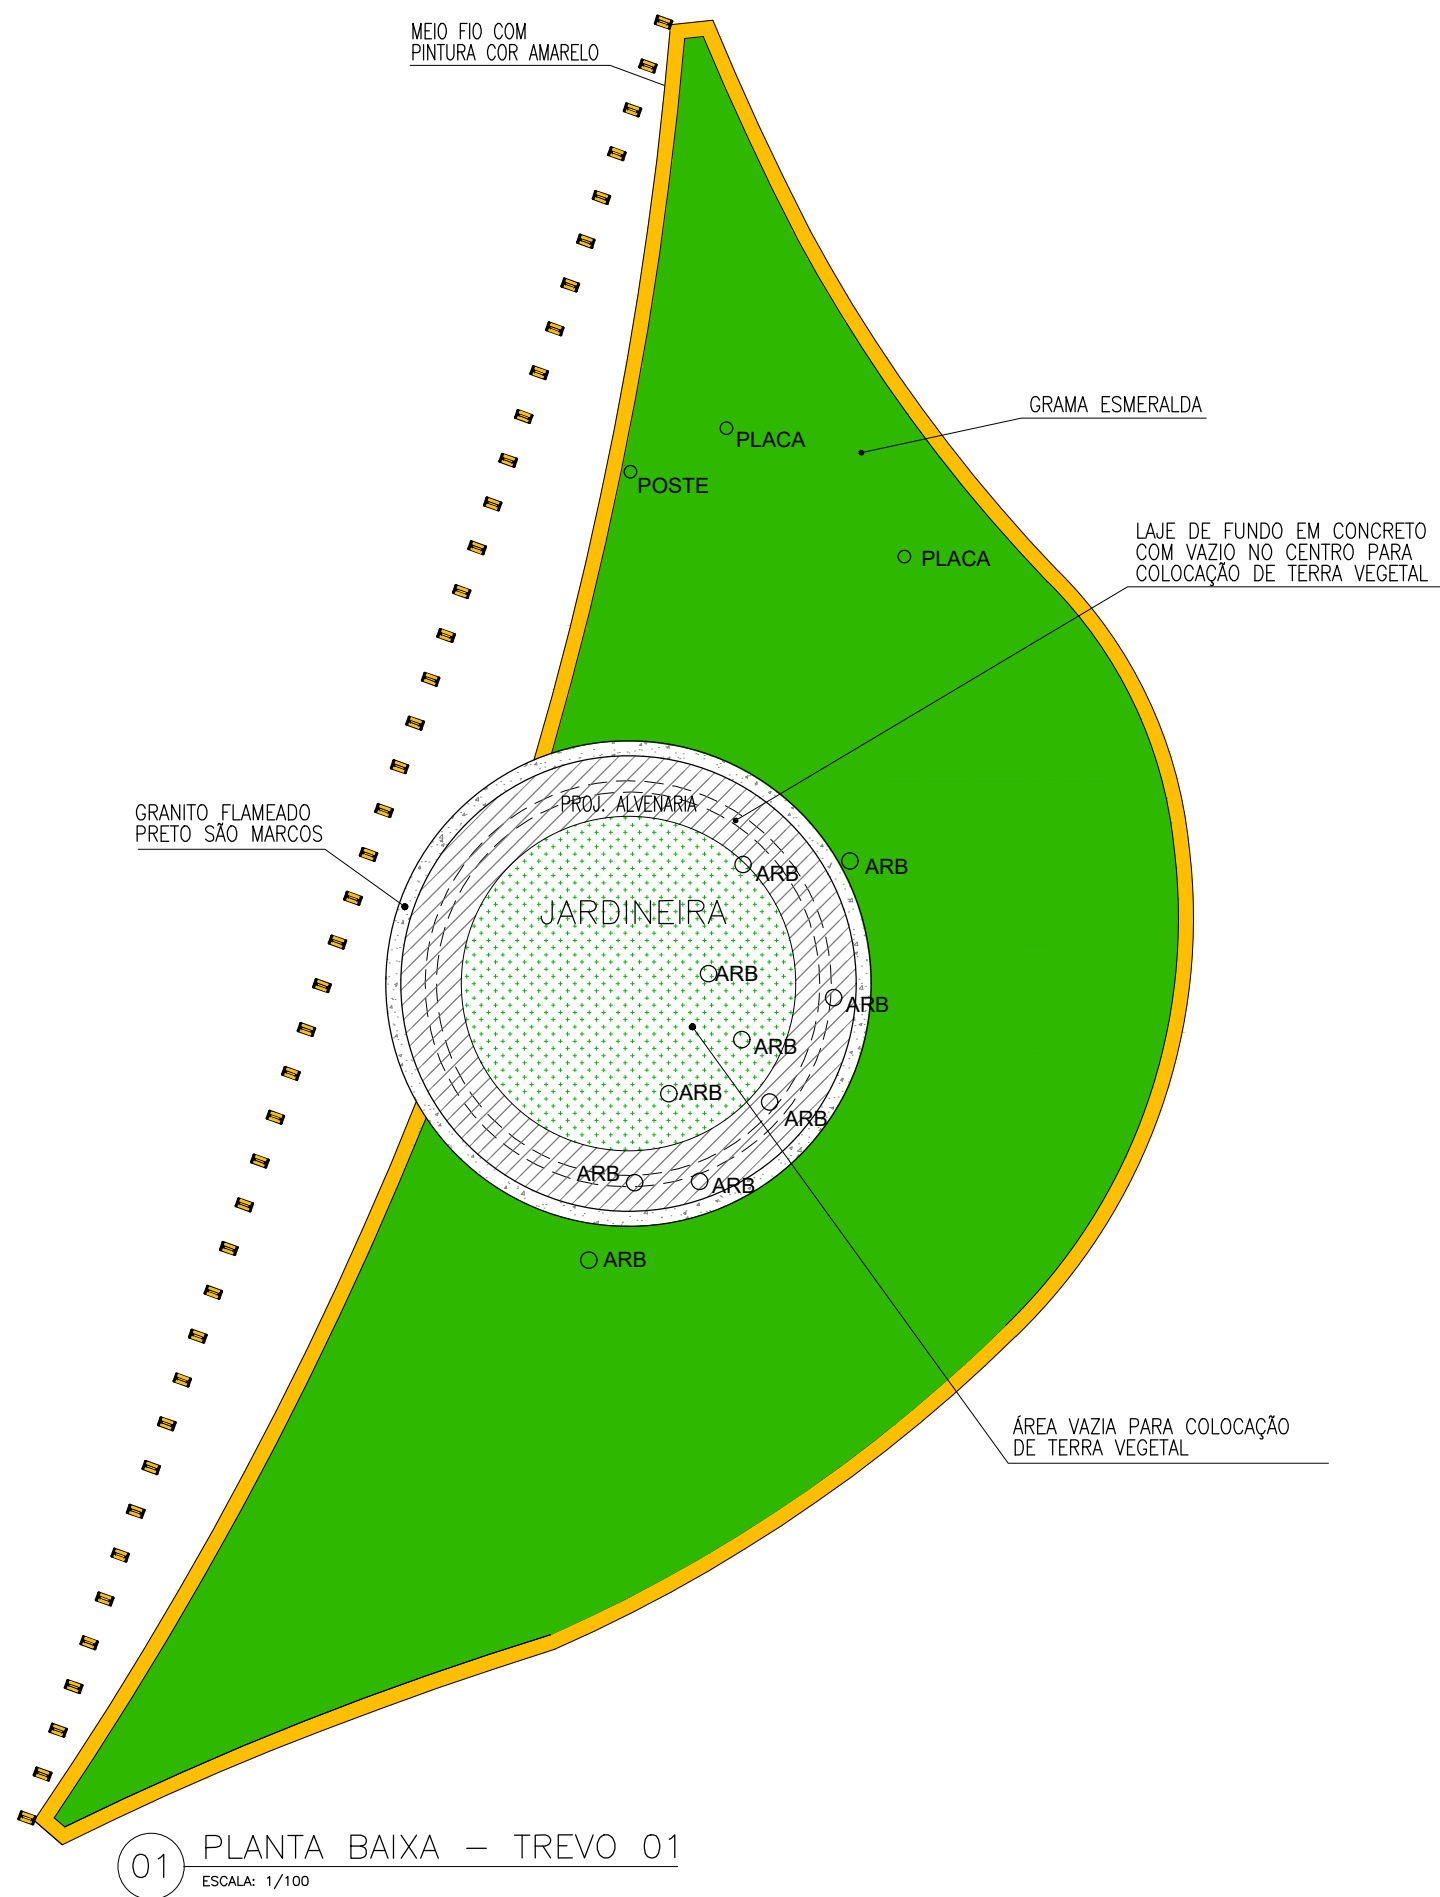 MEIO FIO COM
PINTURA COR AMARELO
GRAMA ESMERALDA
PLACA
POSTE
PLACA
LAJE DE FUNDO EM CONCRETO
COM VAZIO NO CENTRO PARA
COLOCAÇÃO DE TERRA VEGETAL
GRANITO FLAMEADO
PRETO SÃO MARCOS
PROJ. ALVENARIA
ARB
ARB
JARDINEIRA
ARB
ARB
ARB
ARB
ARB
ARB
ARB
ARB
ÁREA VAZIA PARA COLOCAÇÃO
DE TERRA VEGETAL
01
PLANTA BAIXA – TREVO 01
ESCALA: 1/100